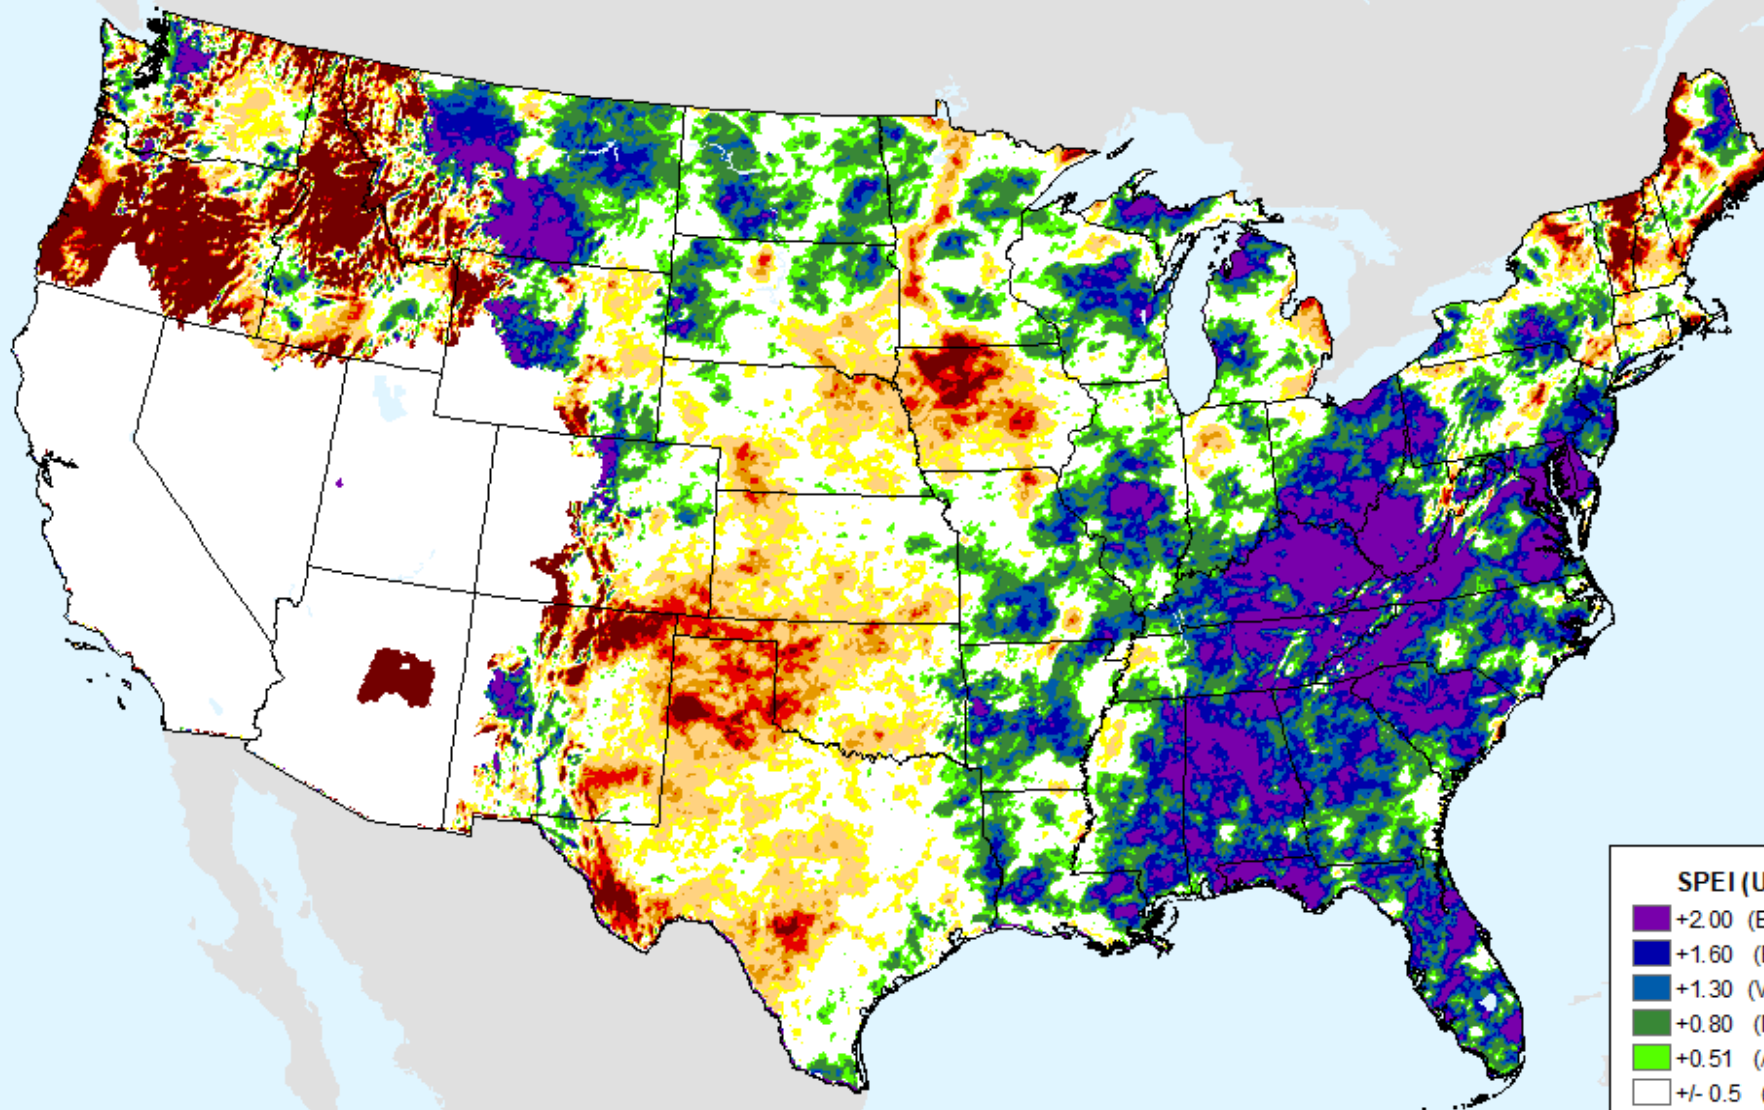 SPEI (U
+2.00 (E
+1.60 (
+1.30 (V
+0.80 (
+0.51 (
+/- 0.5 (